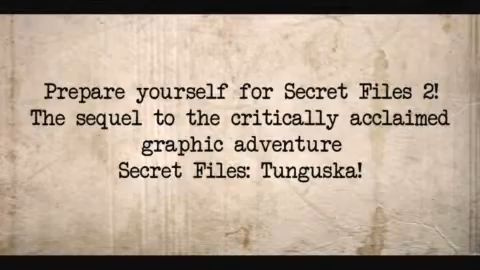 Prepare yourself for Secret Files 2!
The sequel to the critically acclaimed
graphic adventure
Secret Files: Tunguska!